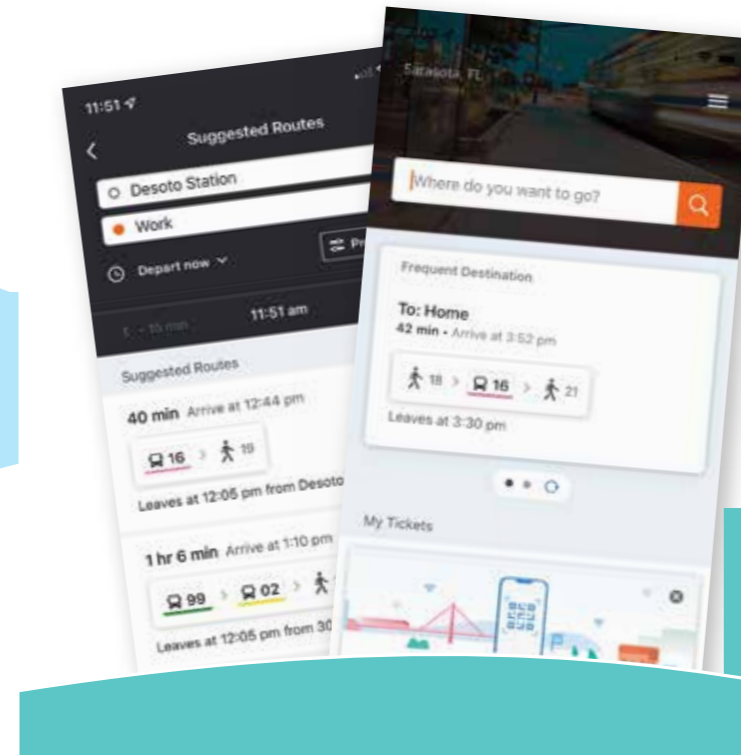 11:51
Suggested Routes
Desoto Station
Work
Depart now
11:51 am
Suggested Routes
40 min Arrive at 12:44 pm
16 > 19
Leaves at 12:05 pm from Desoto
1 hr 6 min Arrive at 1:10 pm
99 > 02 >
Leaves at 12:05 pm from 30
Sarasota, FL
Where do you want to go?
Frequent Destination
To: Home
42 min • Arrive at 3:52 pm
18 > 16 > 21
Leaves at 3:30 pm
My Tickets